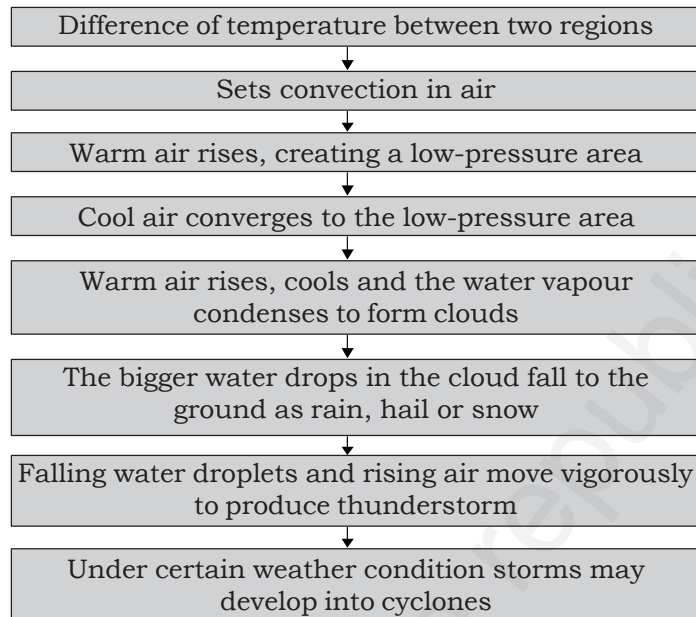 Difference of temperature between two regions
Sets convection in air
Warm air rises, creating a low-pressure area
Cool air converges to the low-pressure area
Warm air rises, cools and the water vapour
condenses to form clouds
The bigger water drops in the cloud fall to the
ground as rain, hail or snow
Falling water droplets and rising air move vigorously
to produce thunderstorm
Under certain weather condition storms may
develop into cyclones